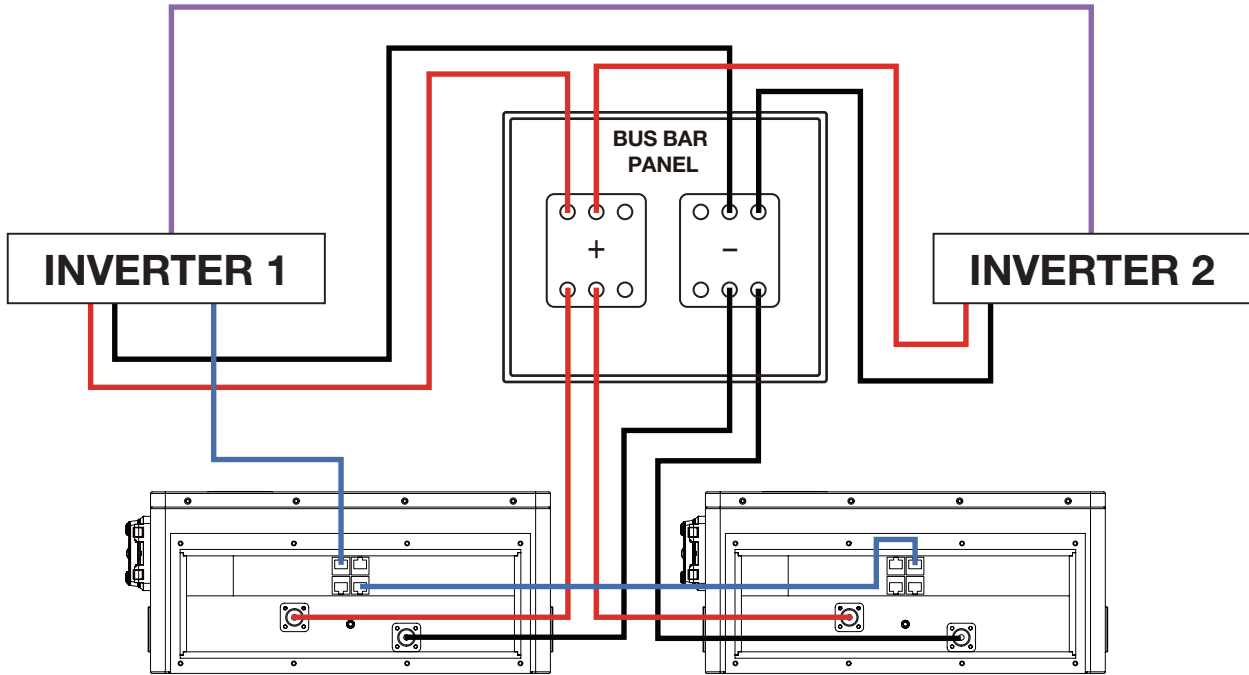 BUS BAR
PANEL
+
−
INVERTER 1
INVERTER 2